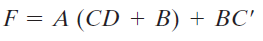 F = A (CD + B) + BC′